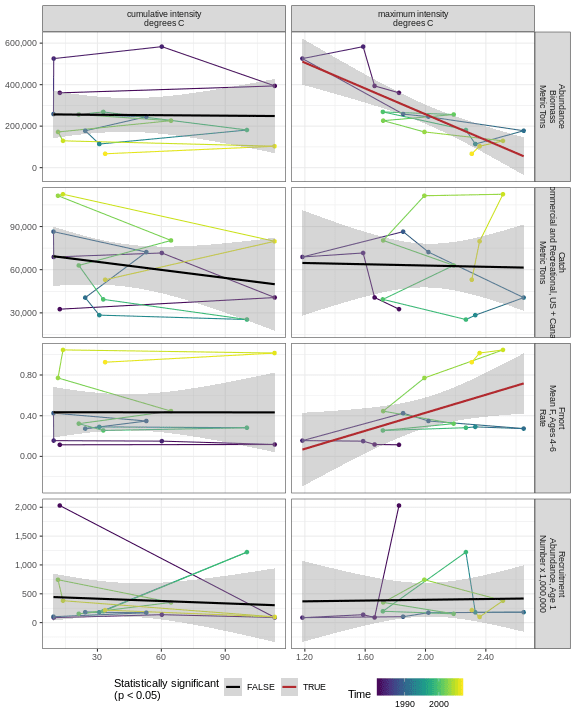 cumulative intensity
degrees C
maximum intensity
degrees C
600,000
400,000
200,000
0
Abundance
Biomass
Metric Tons
90,000
60,000
30,000
Catch
ommercial and Recreational, US + Cana
Metric Tons
0.80
0.40
0.00
Fmort
Mean F, Ages 4-6
Rate
2,000
1,500
1,000
500
0
Recruitment
Abundance, Age 1
Number x 1,000,000
30
60
90
1.20
1.60
2.00
2.40
Statistically significant
(p < 0.05)
FALSE
TRUE
Time
1990
2000